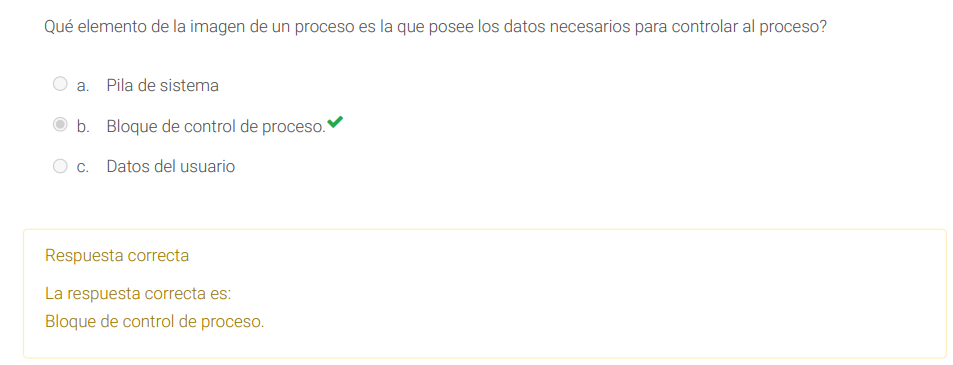 Qué elemento de la imagen de un proceso es la que posee los datos necesarios para controlar al proceso?
a. Pila de sistema
b. Bloque de control de proceso.
c. Datos del usuario
Respuesta correcta
La respuesta correcta es:
Bloque de control de proceso.